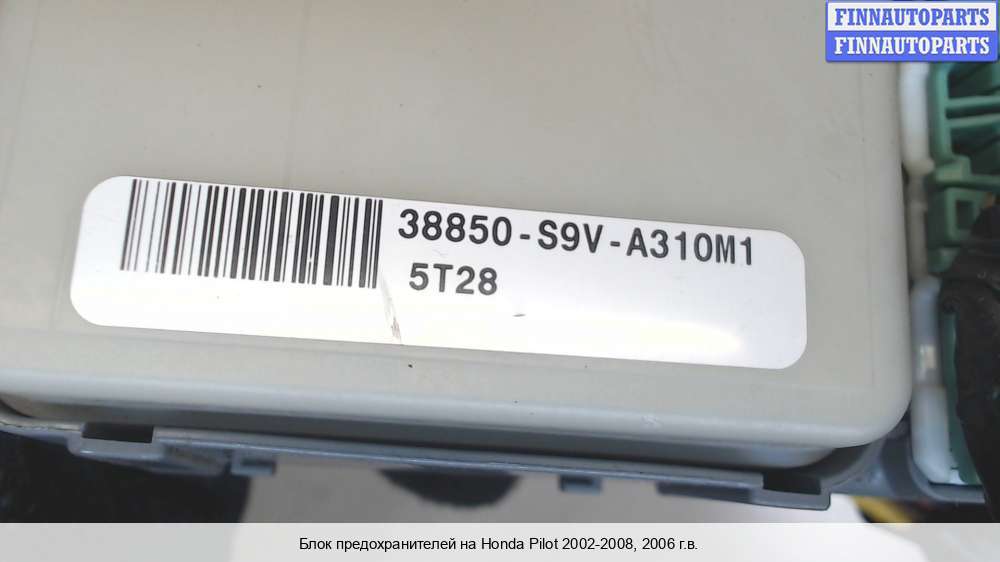 FINNAUTOPARTS
FINNAUTOPARTS
38850-S9V-A310M1
5T28
Блок предохранителей на Honda Pilot 2002-2008, 2006 г.в.